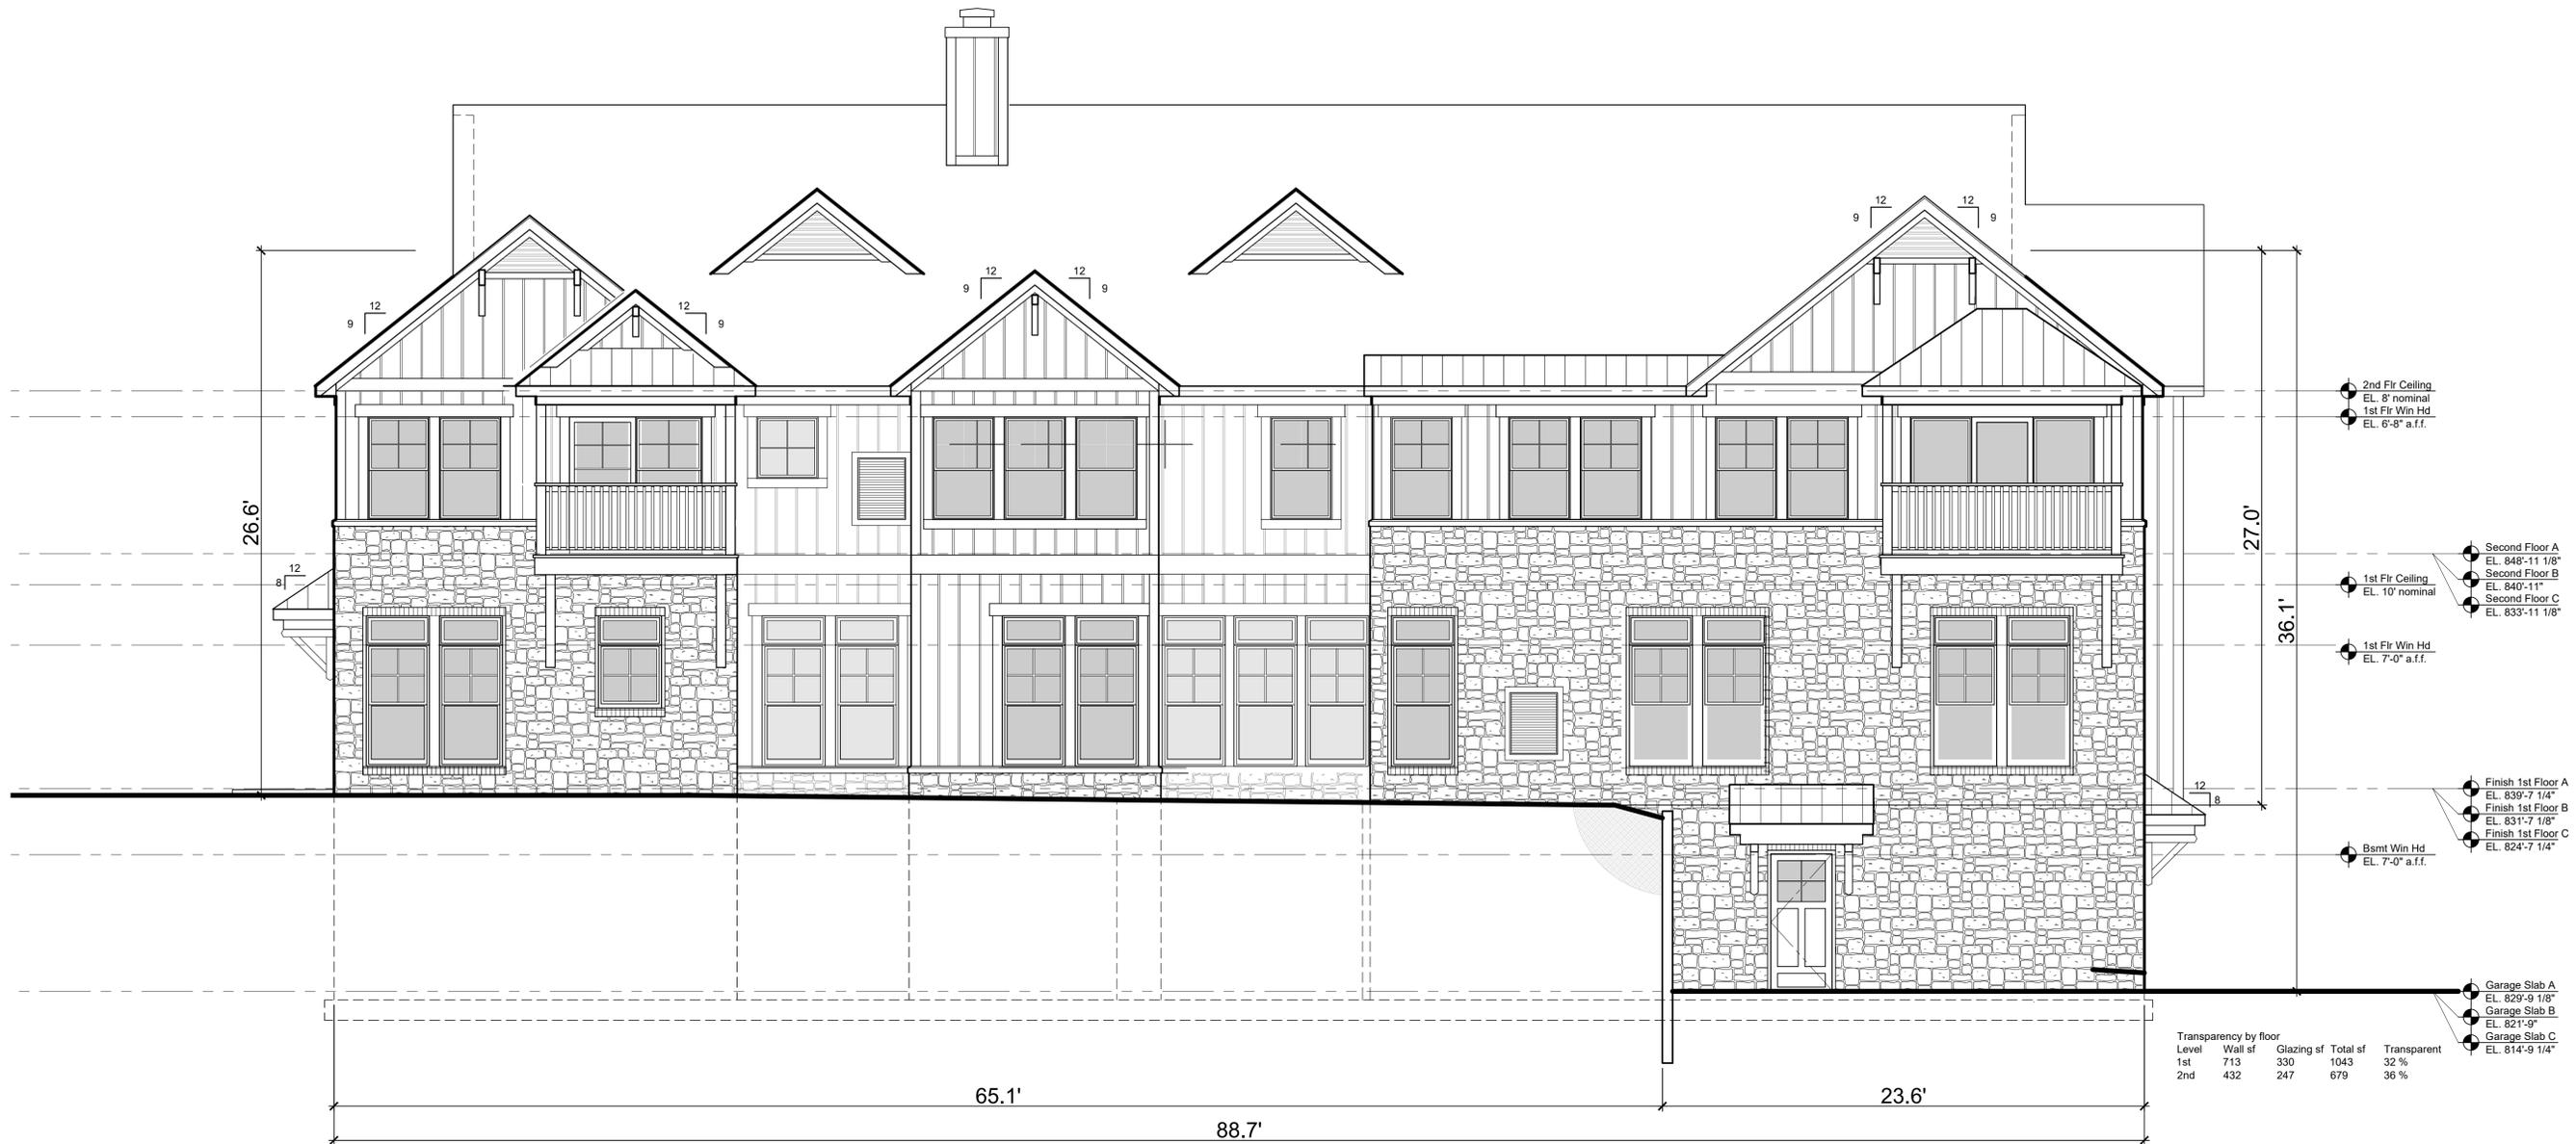 12
12
9
9
12
12
9
9
12
12
9
9
26.6'
27.0'
36.1'
12
8
12
8
2nd Flr Ceiling
EL. 8' nominal
1st Flr Win Hd
EL. 6'-8" a.f.f.
Second Floor A
EL. 848'-11 1/8"
Second Floor B
EL. 840'-11"
Second Floor C
EL. 833'-11 1/8"
1st Flr Ceiling
EL. 10' nominal
1st Flr Win Hd
EL. 7'-0" a.f.f.
Finish 1st Floor A
EL. 839'-7 1/4"
Finish 1st Floor B
EL. 831'-7 1/8"
Finish 1st Floor C
EL. 824'-7 1/4"
Bsmt Win Hd
EL. 7'-0" a.f.f.
Garage Slab A
EL. 829'-9 1/8"
Garage Slab B
EL. 821'-9"
Garage Slab C
EL. 814'-9 1/4"
Transparency by floor
Level Wall sf Glazing sf Total sf Transparent
1st 713 330 1043 32 %
2nd 432 247 679 36 %
65.1'
23.6'
88.7'